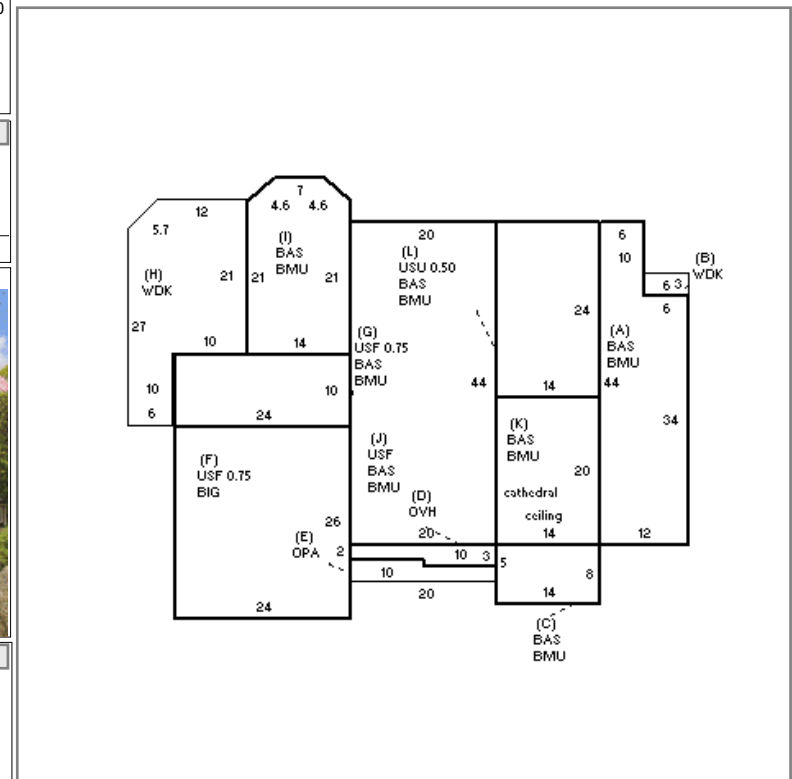 7
4.6 4.6
12
5.7
(I)
BAS
BMU
20
(L)
USU 0.50
BAS
BMU
6
10
(B)
WDK
6 3
6
(H)
WDK
21
21
21
24
27
(G)
USF 0.75
BAS
BMU
(A)
BAS
BMU
10
14
10
10
6
24
44
14
44
34
(F)
USF 0.75
BIG
(J)
USF
BAS
BMU
(K)
BAS
BMU
20
cathedral
ceiling
(D)
OVH
26
(E)
OPA
2
20
10 3
14
12
5
10
20
8
14
24
(C)
BAS
BMU